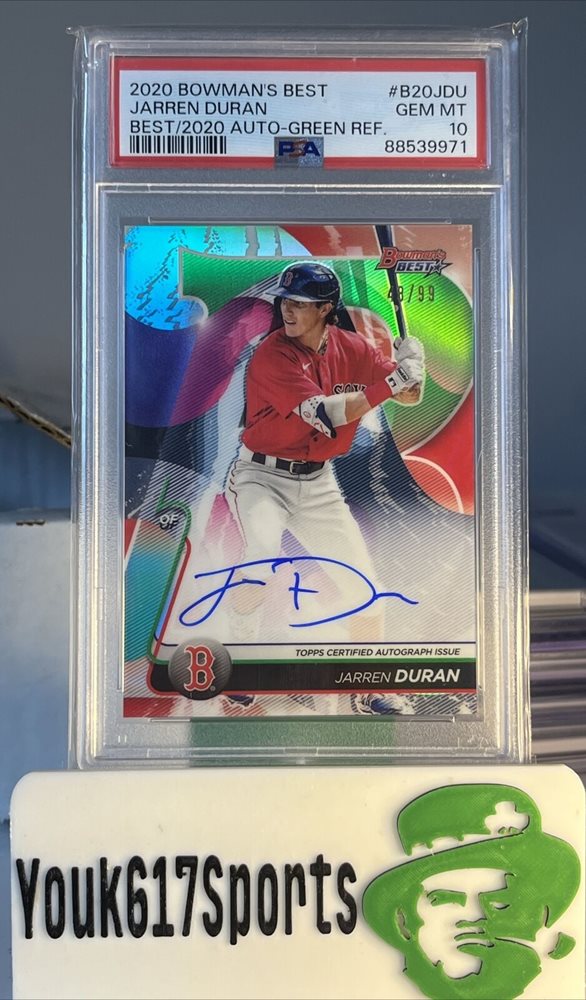 2020 BOWMAN'S BEST #B20JDU
JARREN DURAN GEM MT
BEST/2020 AUTO-GREEN REF. 10
PSA 88539971
Bowman's
BEST
/99
B
SOX
OF
TOPPS CERTIFIED AUTOGRAPH ISSUE
B JARREN DURAN
Youk617Sports